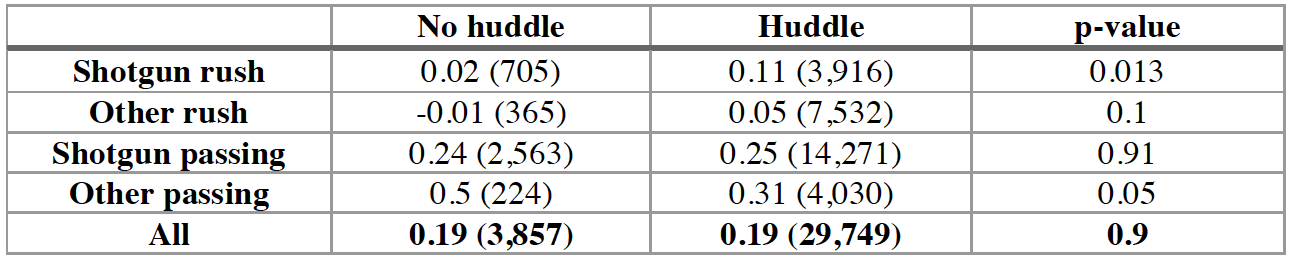 No huddle Huddle p-value
Shotgun rush 0.02 (705) 0.11 (3,916) 0.013
Other rush -0.01 (365) 0.05 (7,532) 0.1
Shotgun passing 0.24 (2,563) 0.25 (14,271) 0.91
Other passing 0.5 (224) 0.31 (4,030) 0.05
All 0.19 (3,857) 0.19 (29,749) 0.9